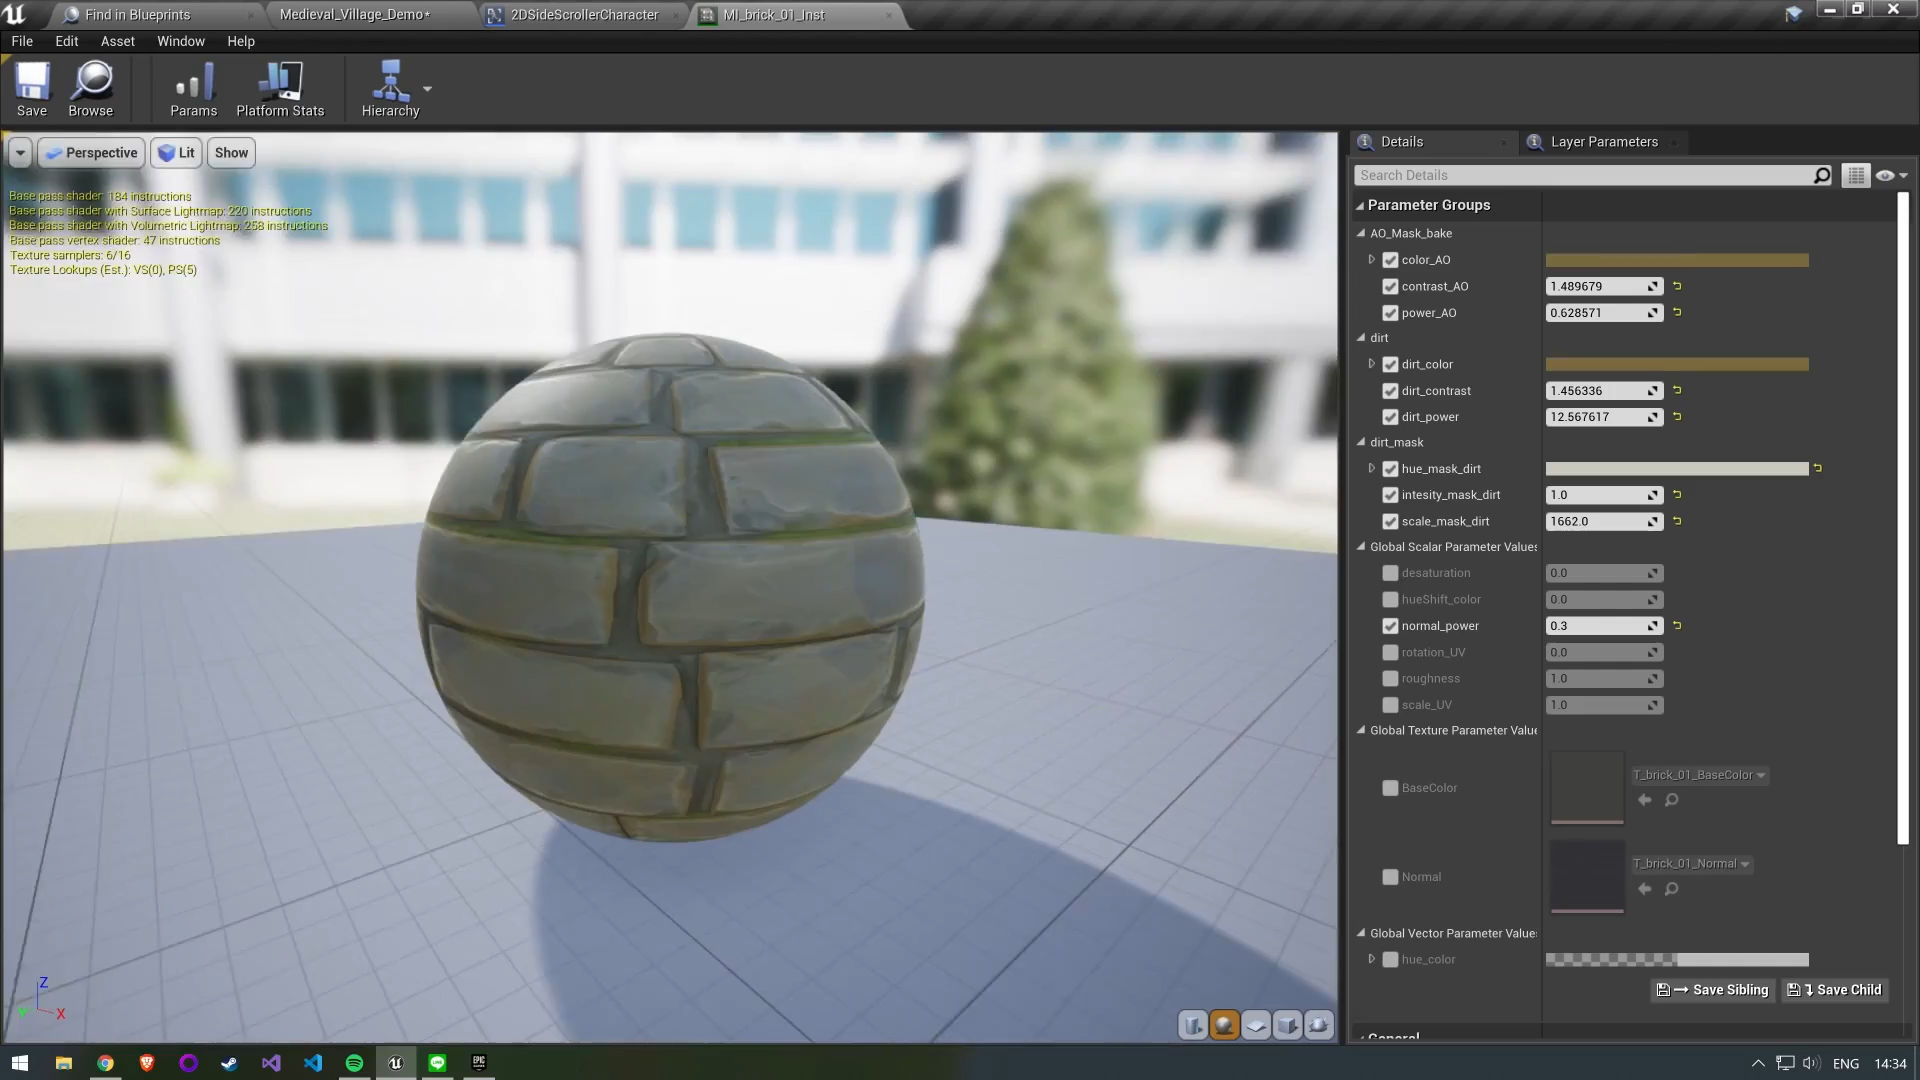 Find in Blueprints
Medieval_Village_Demo*
2DSideScrollerCharacter
MI_brick_01_Inst
File
Edit
Asset
Window
Help
Save
Browse
Params
Platform Stats
Hierarchy
Perspective
Lit
Show
Base pass shader: 184 instructions
Base pass shader with Surface Lightmap: 220 instructions
Base pass shader with Volumetric Lightmap: 258 instructions
Base pass vertex shader: 47 instructions
Texture samplers: 6/16
Texture Lookups (Est.): VS(0), PS(5)
Z
Y
X
Details
Layer Parameters
Search Details
Parameter Groups
AO_Mask_bake
color_AO
contrast_AO 1.489679
power_AO 0.628571
dirt
dirt_color
dirt_contrast 1.456336
dirt_power 12.567617
dirt_mask
hue_mask_dirt
intesity_mask_dirt 1.0
scale_mask_dirt 1662.0
Global Scalar Parameter Values
desaturation 0.0
hueShift_color 0.0
normal_power 0.3
rotation_UV 0.0
roughness 1.0
scale_UV 1.0
Global Texture Parameter Value
BaseColor T_brick_01_BaseColor
Normal T_brick_01_Normal
Global Vector Parameter Value
hue_color
Save Sibling
Save Child
General
EPIC
ENG
14:34